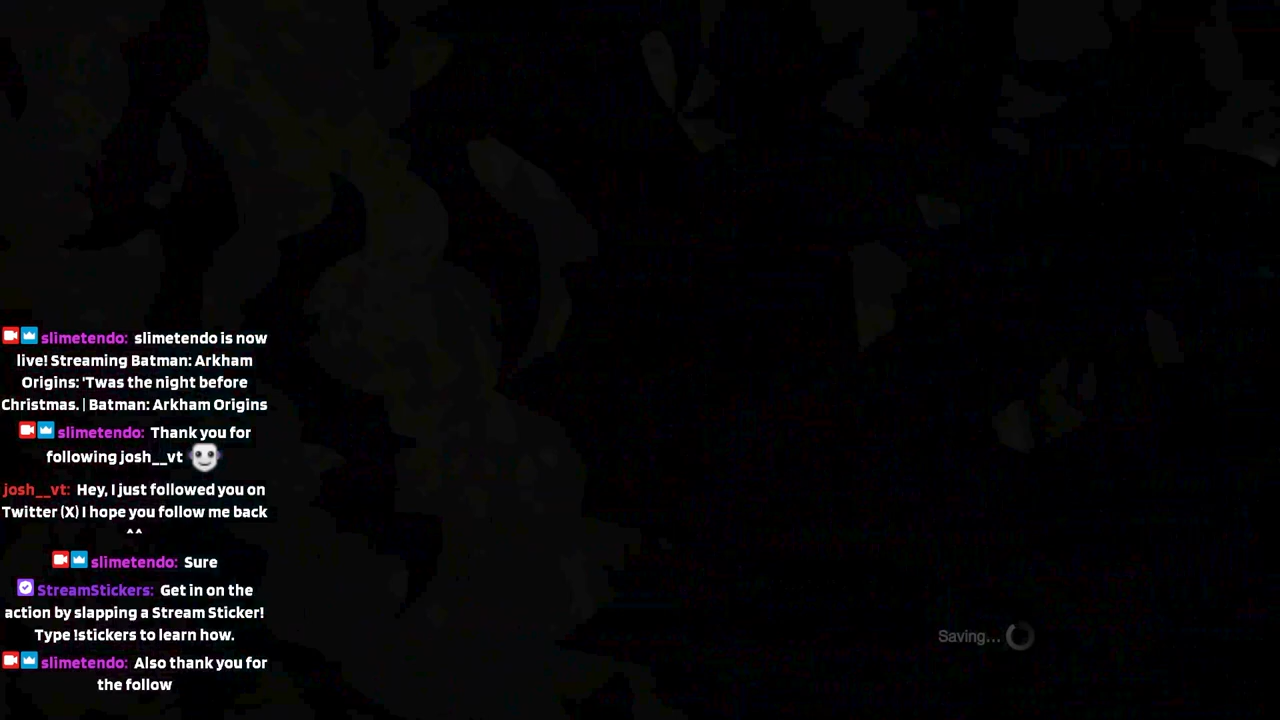 slimetendo: slimetendo is now
live! Streaming Batman: Arkham
Origins: 'Twas the night before
Christmas. | Batman: Arkham Origins
slimetendo: Thank you for
following josh__vt
josh__vt: Hey, I just followed you on
Twitter (X) I hope you follow me back
^^
slimetendo: Sure
StreamStickers: Get in on the
action by slapping a Stream Sticker!
Type !stickers to learn how.
slimetendo: Also thank you for
the follow
Saving...